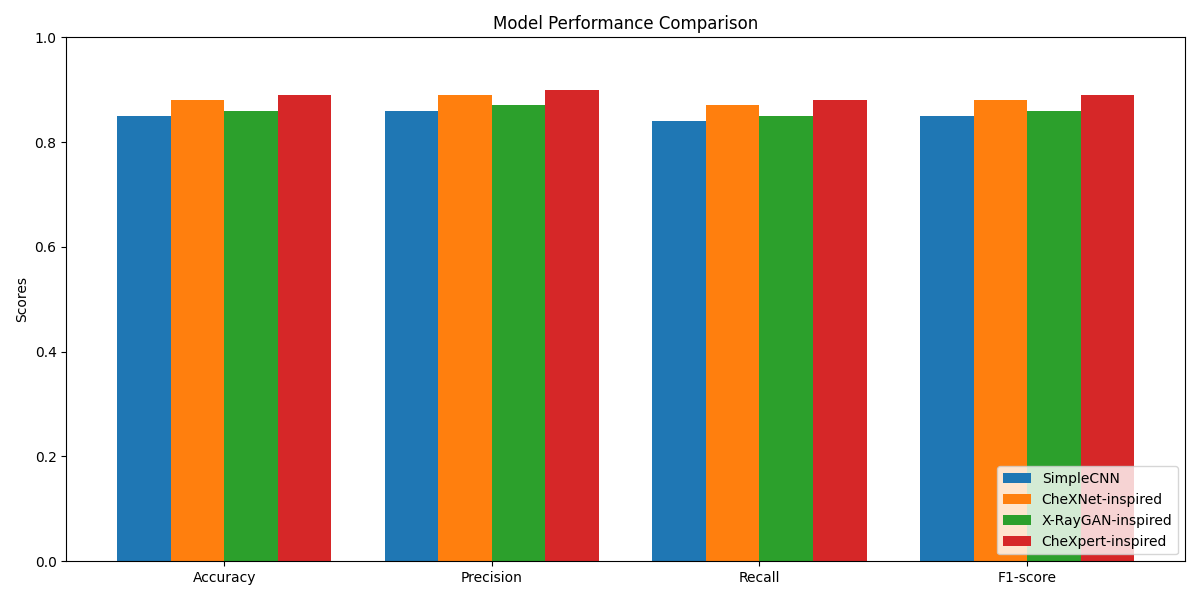 Model Performance Comparison
1.0
0.8
0.6
0.4
0.2
0.0
Scores
Accuracy
Precision
Recall
F1-score
SimpleCNN
CheXNet-inspired
X-RayGAN-inspired
CheXpert-inspired